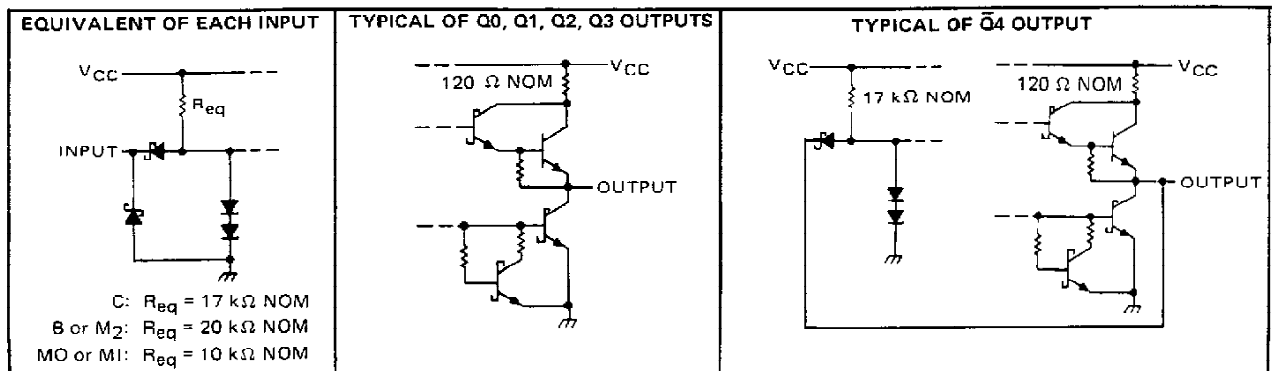 EQUIVALENT OF EACH INPUT
VCC
Req
INPUT
C: Req = 17 kΩ NOM
B or M2: Req = 20 kΩ NOM
MO or MI: Req = 10 kΩ NOM
TYPICAL OF Q0, Q1, Q2, Q3 OUTPUTS
VCC
120 Ω NOM
OUTPUT
TYPICAL OF Q̄4 OUTPUT
VCC
17 kΩ NOM
VCC
120 Ω NOM
OUTPUT